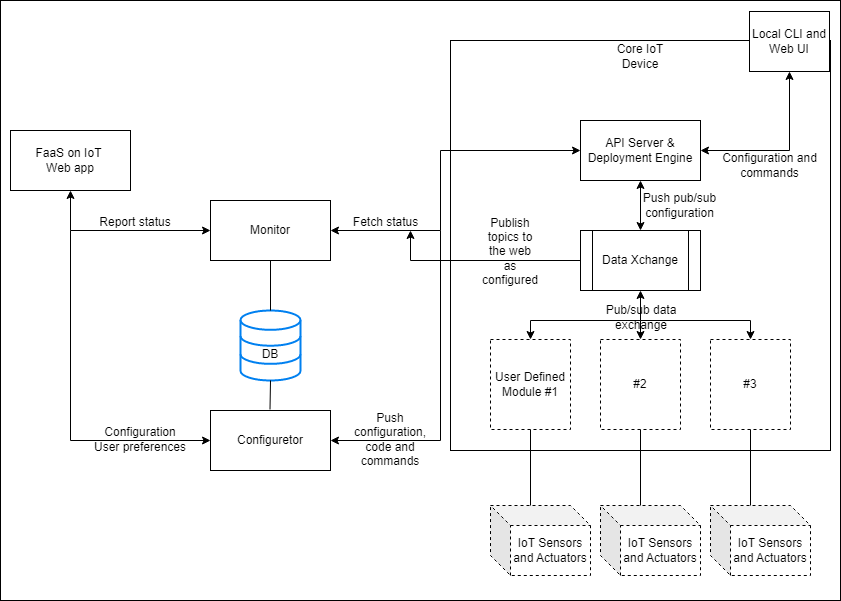 Local CLI and
Web UI
Core IoT
Device
FaaS on IoT
Web app
API Server &
Deployment Engine
Configuration and
commands
Push pub/sub
configuration
Report status
Monitor
Fetch status
Publish
topics to
the web
as
configured
Data Xchange
Pub/sub data
exchange
DB
User Defined
Module #1
#2
#3
Configuration
User preferences
Configuretor
Push
configuration,
code and
commands
IoT Sensors
and Actuators
IoT Sensors
and Actuators
IoT Sensors
and Actuators